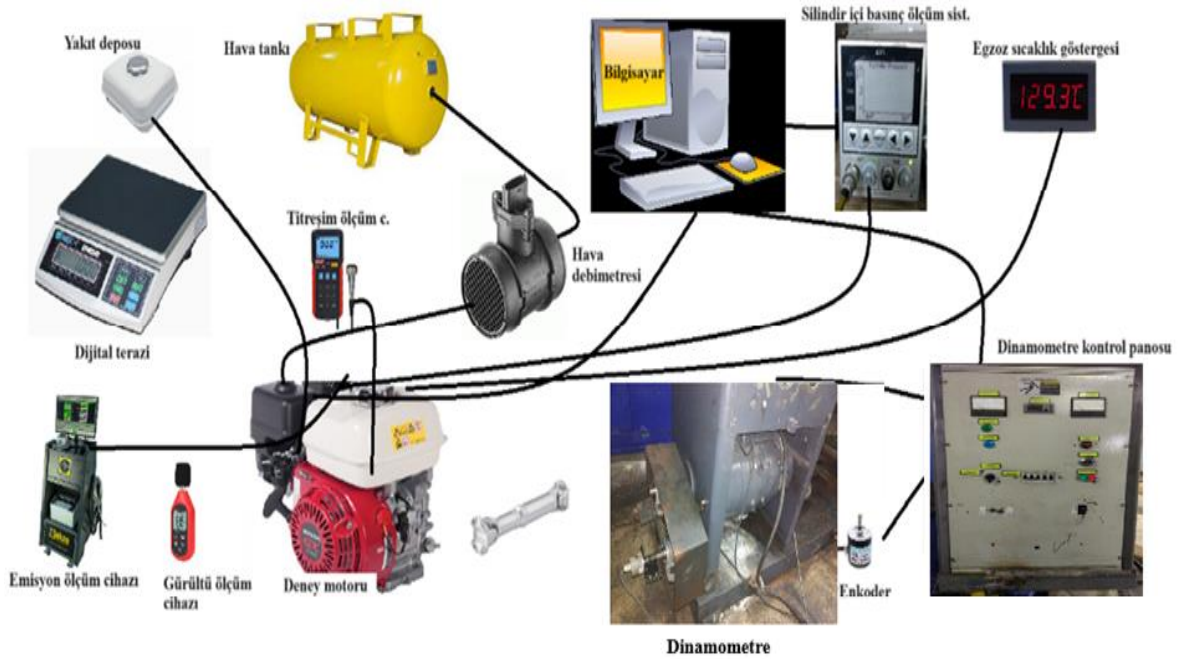 Silindir içi basınç ölçüm sist.
Yakıt deposu
Hava tankı
Egzoz sıcaklık göstergesi
Bilgisayar
129.3℃
Titreşim ölçüm c.
Hava
debimetresi
Dijital terazi
Dinamometre kontrol panosu
Emisyon ölçüm cihazı
Gürültü ölçüm
cihazı
Deney motoru
Enkoder
Dinamometre